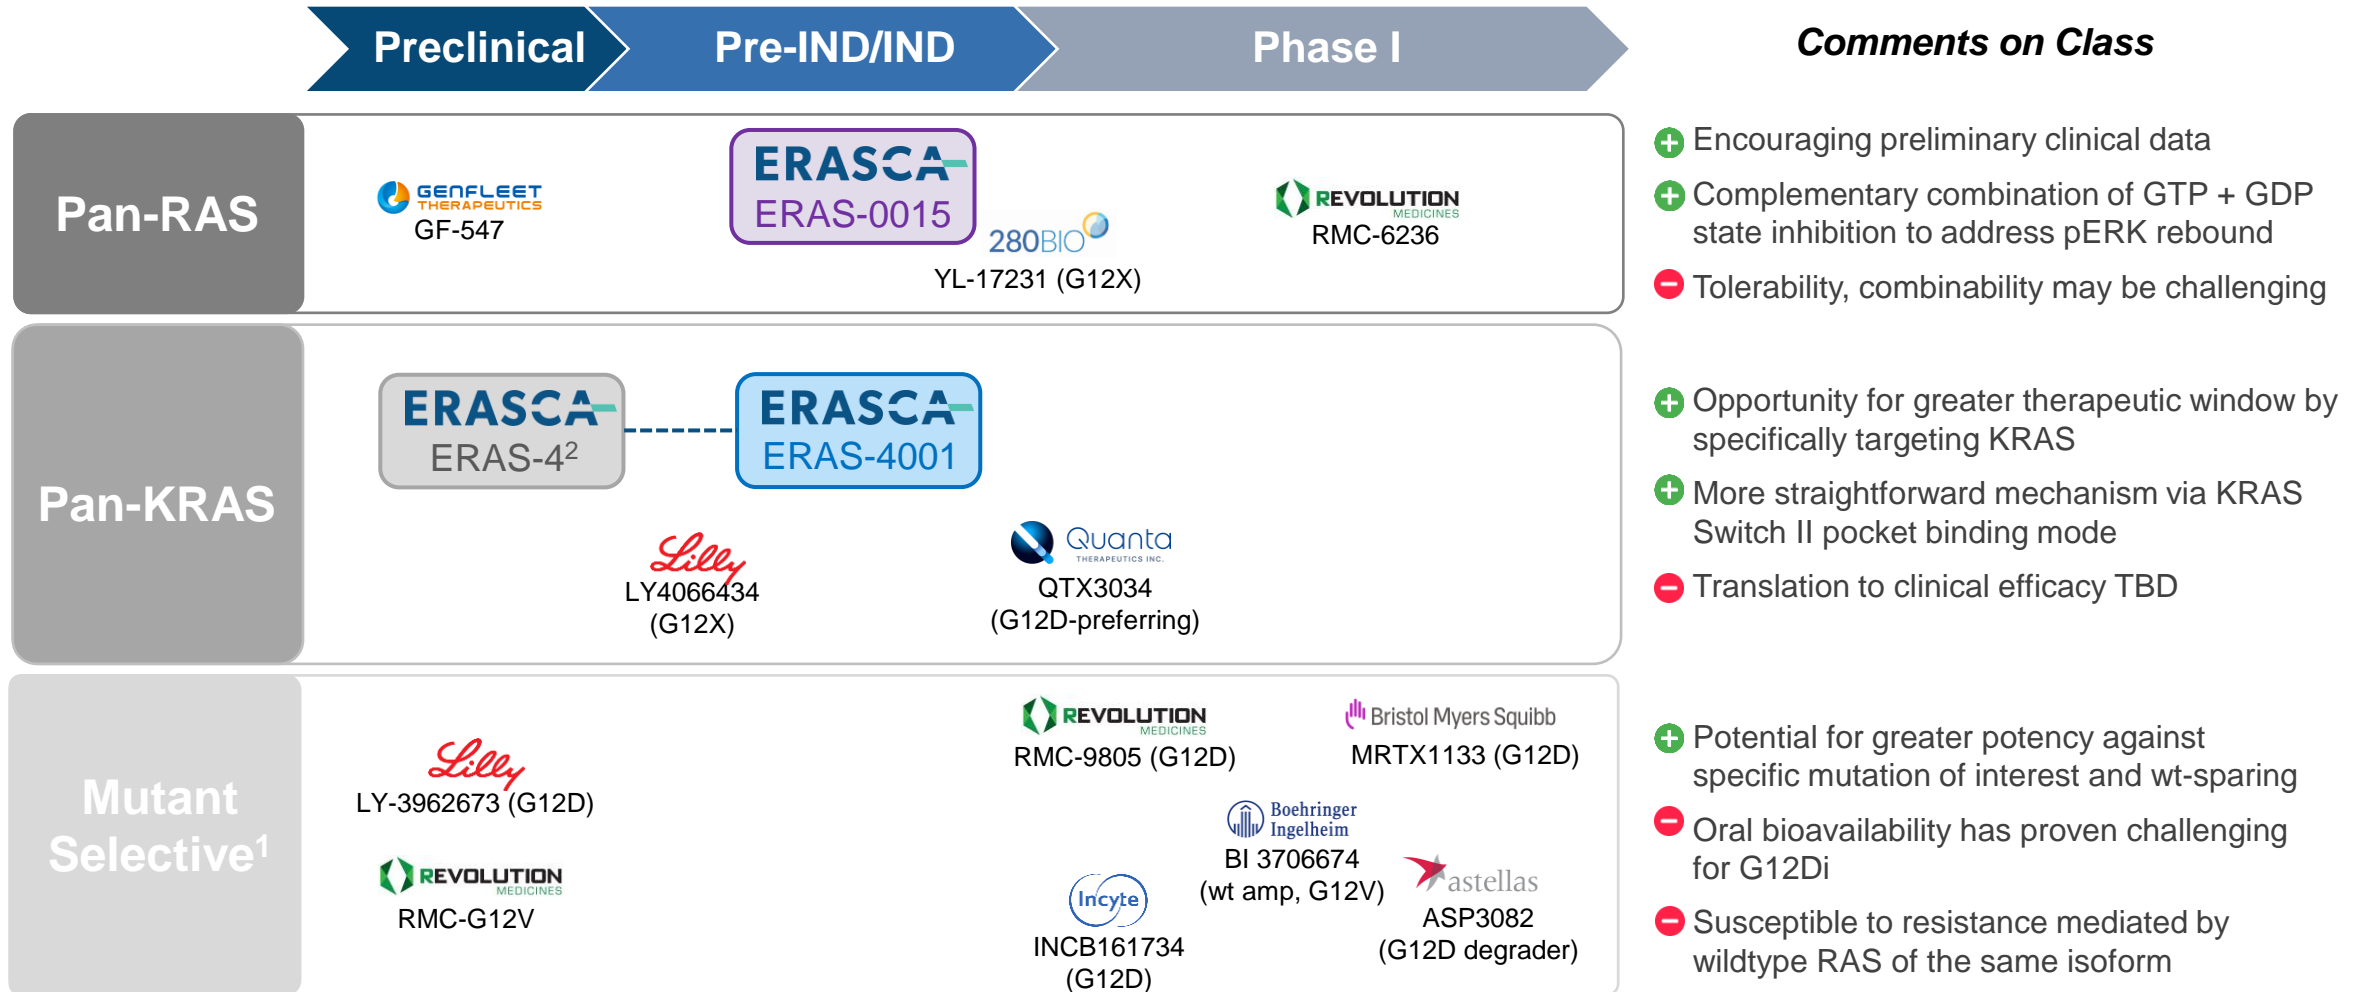 Preclinical
Pre-IND/IND
Phase I
Comments on Class
Pan-RAS
GENFLEET
THERAPEUTICS
GF-547
ERASCA
ERAS-0015
280BIO
YL-17231 (G12X)
REVOLUTION
MEDICINES
RMC-6236
Encouraging preliminary clinical data
Complementary combination of GTP + GDP
state inhibition to address pERK rebound
Tolerability, combinability may be challenging
Pan-KRAS
ERASCA
ERAS-4²
ERASCA
ERAS-4001
Lilly
LY4066434
(G12X)
Quanta
THERAPEUTICS INC.
QTX3034
(G12D-preferring)
Opportunity for greater therapeutic window by
specifically targeting KRAS
More straightforward mechanism via KRAS
Switch II pocket binding mode
Translation to clinical efficacy TBD
Mutant
Selective¹
Lilly
LY-3962673 (G12D)
REVOLUTION
MEDICINES
RMC-G12V
REVOLUTION
MEDICINES
RMC-9805 (G12D)
Bristol Myers Squibb
MRTX1133 (G12D)
Boehringer
Ingelheim
BI 3706674
(wt amp, G12V)
Incyte
INCB161734
(G12D)
astellas
ASP3082
(G12D degrader)
Potential for greater potency against
specific mutation of interest and wt-sparing
Oral bioavailability has proven challenging
for G12Di
Susceptible to resistance mediated by
wildtype RAS of the same isoform